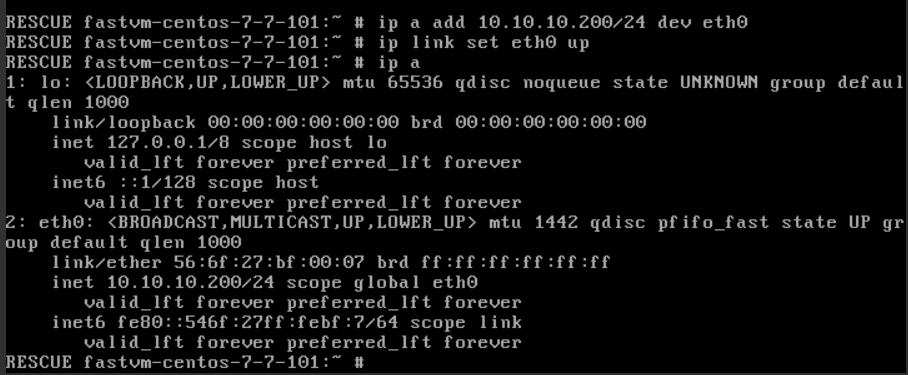 RESCUE fastvm-centos-7-7-101:~ # ip a add 10.10.10.200/24 dev eth0
RESCUE fastvm-centos-7-7-101:~ # ip link set eth0 up
RESCUE fastvm-centos-7-7-101:~ # ip a
1: lo: <LOOPBACK,UP,LOWER_UP> mtu 65536 qdisc noqueue state UNKNOWN group defaul
t qlen 1000
    link/loopback 00:00:00:00:00:00 brd 00:00:00:00:00:00
    inet 127.0.0.1/8 scope host lo
       valid_lft forever preferred_lft forever
    inet6 ::1/128 scope host
       valid_lft forever preferred_lft forever
2: eth0: <BROADCAST,MULTICAST,UP,LOWER_UP> mtu 1442 qdisc pfifo_fast state UP gr
oup default qlen 1000
    link/ether 56:6f:27:bf:00:07 brd ff:ff:ff:ff:ff:ff
    inet 10.10.10.200/24 scope global eth0
       valid_lft forever preferred_lft forever
    inet6 fe80::546f:27ff:febf:7/64 scope link
       valid_lft forever preferred_lft forever
RESCUE fastvm-centos-7-7-101:~ #